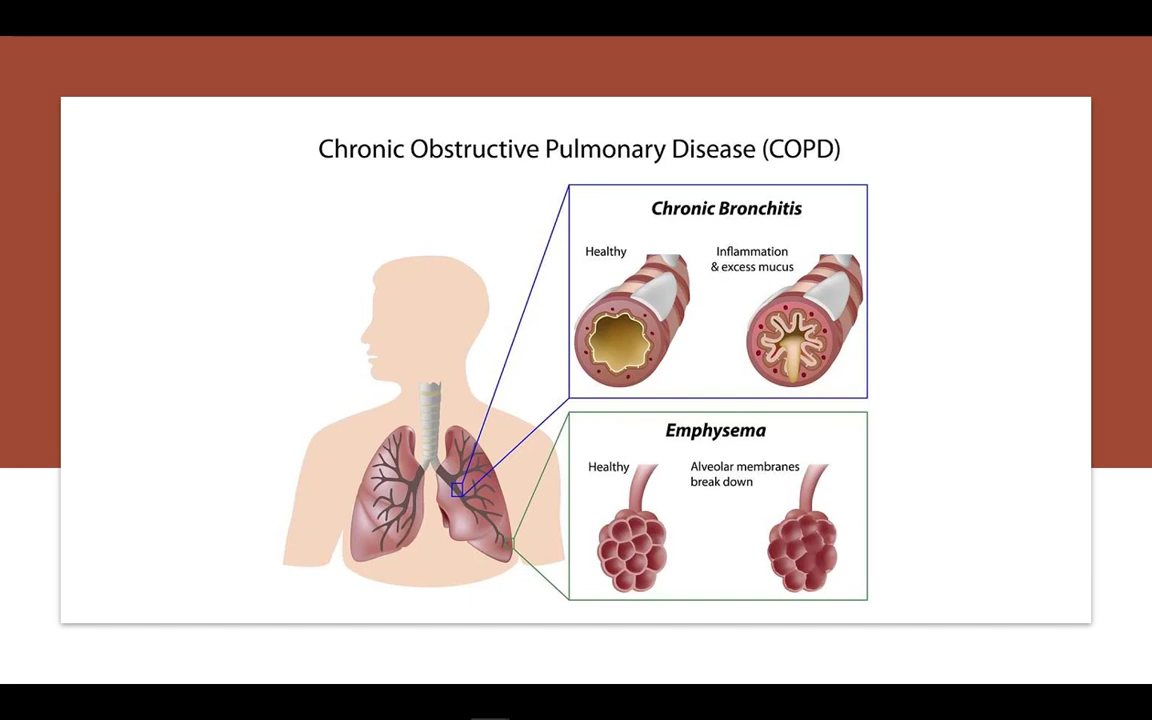 Chronic Obstructive Pulmonary Disease (COPD)
Chronic Bronchitis
Healthy
Inflammation
& excess mucus
Emphysema
Healthy
Alveolar membranes
break down